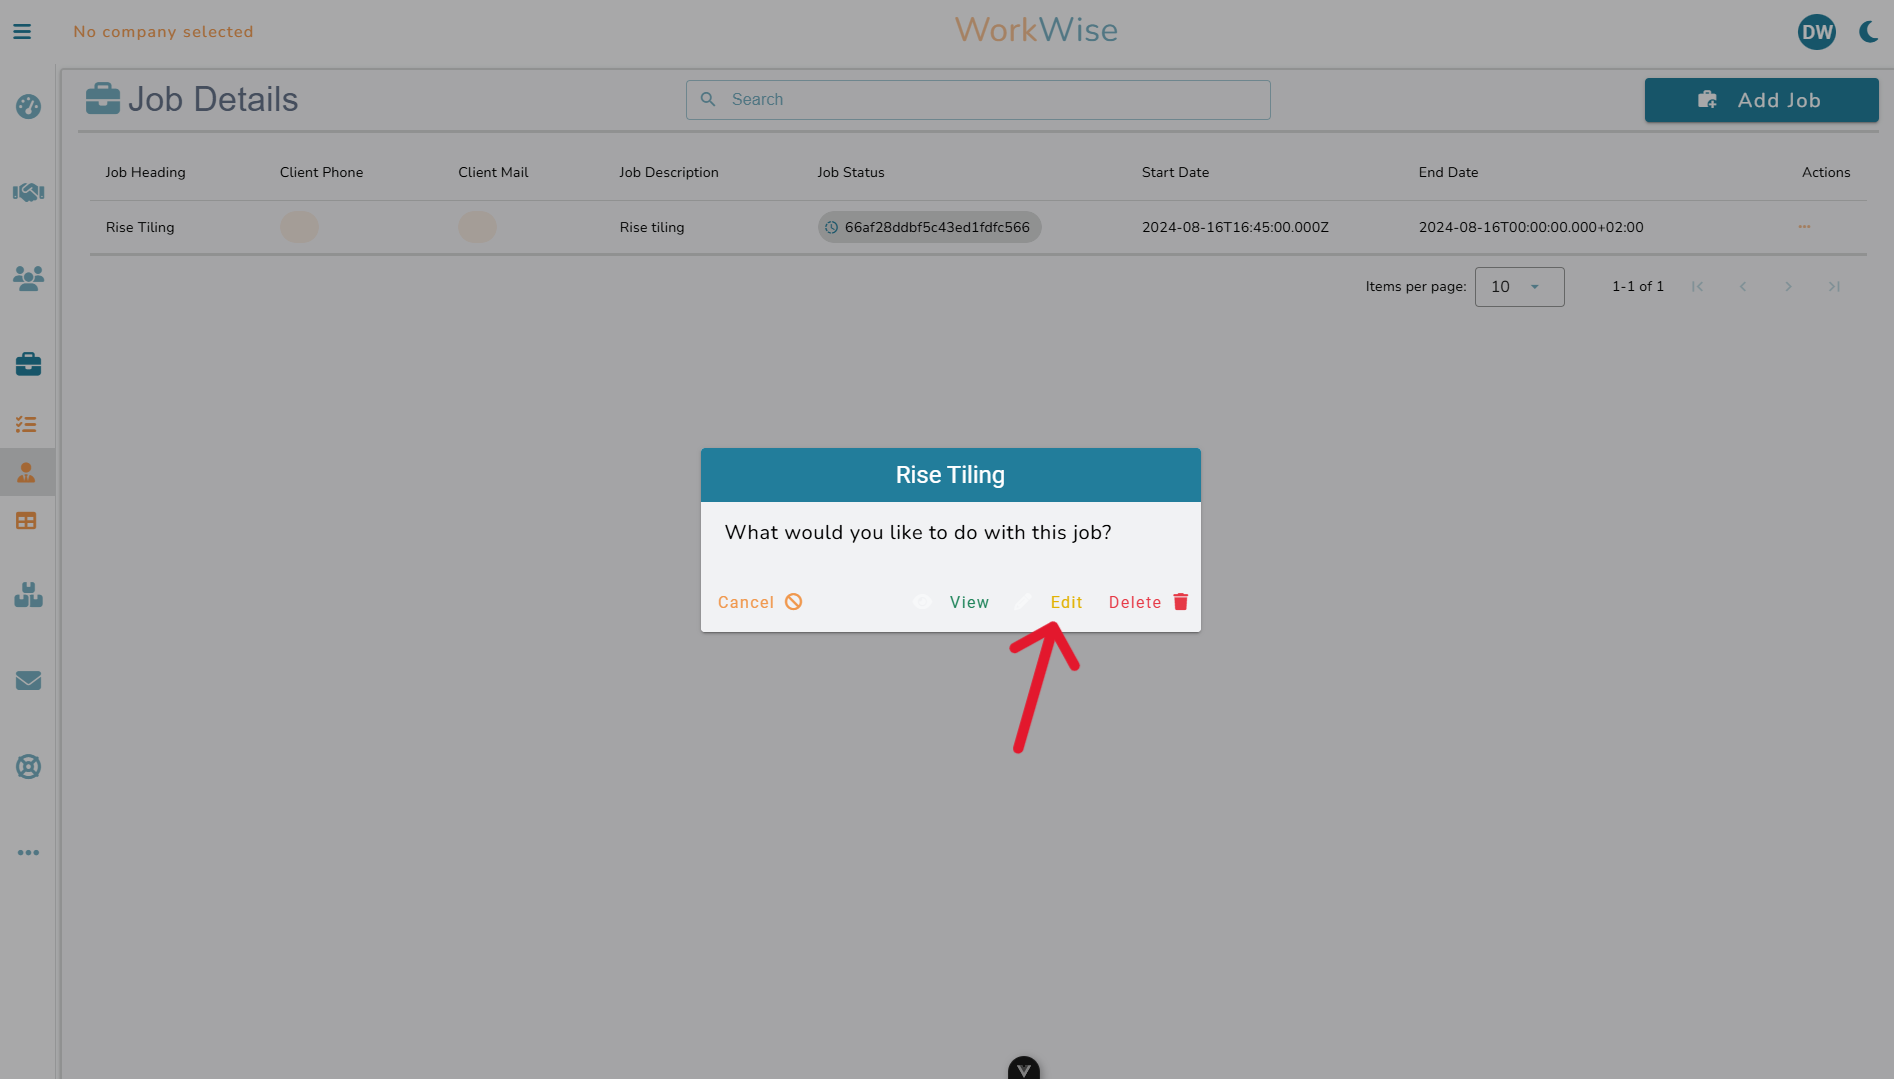 No company selected
WorkWise
DW
Job Details
Search
Add Job
Job Heading Client Phone Client Mail Job Description Job Status Start Date End Date Actions
Rise Tiling Rise tiling 66af28ddbf5c43ed1fdfc566 2024-08-16T16:45:00.000Z 2024-08-16T00:00:00.000+02:00
Items per page: 10 1-1 of 1
Rise Tiling
What would you like to do with this job?
Cancel View Edit Delete